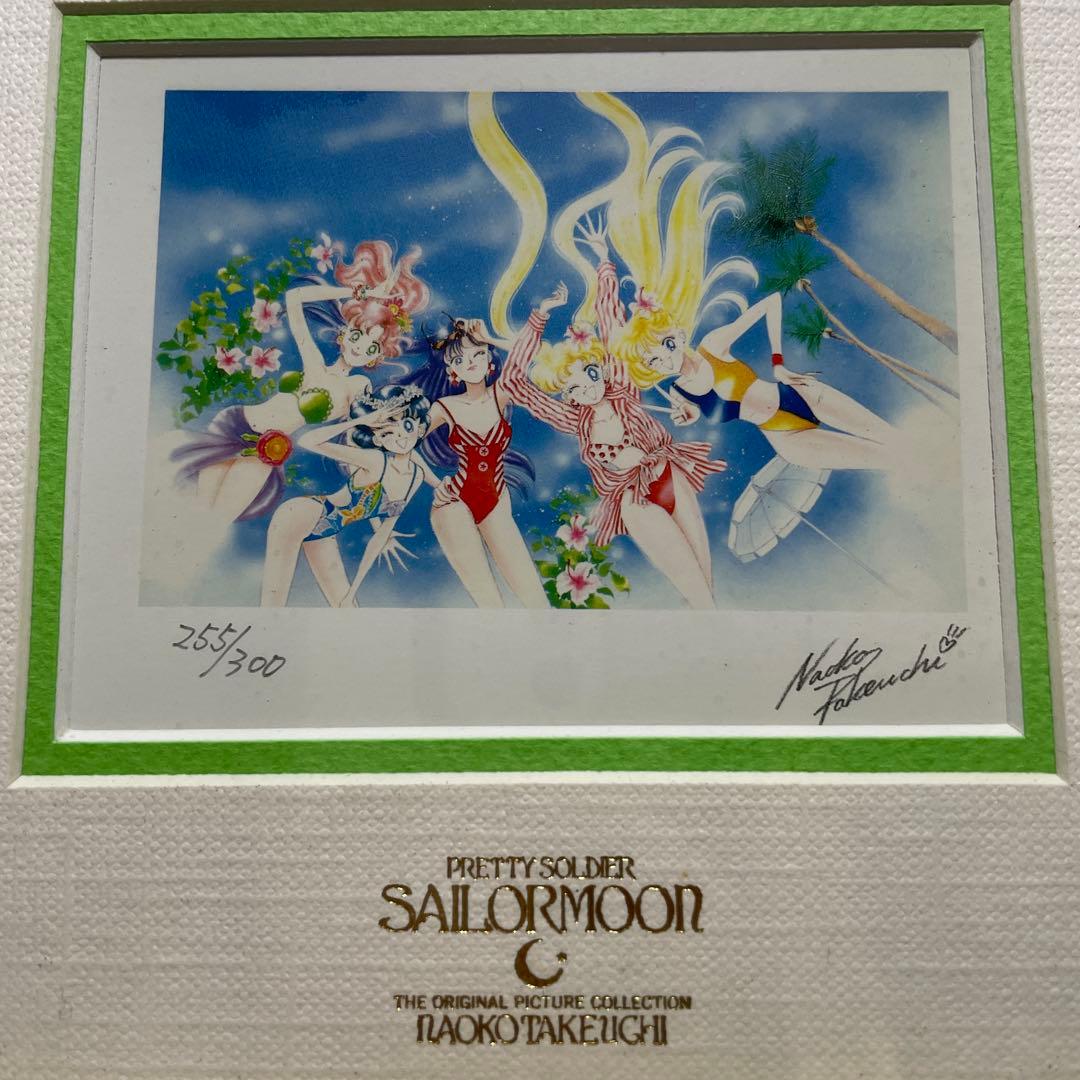 255/300
Naoko
Takeuchi
PRETTY SOLDIER
SAILORMOON
THE ORIGINAL PICTURE COLLECTION
NAOKO TAKEUCHI